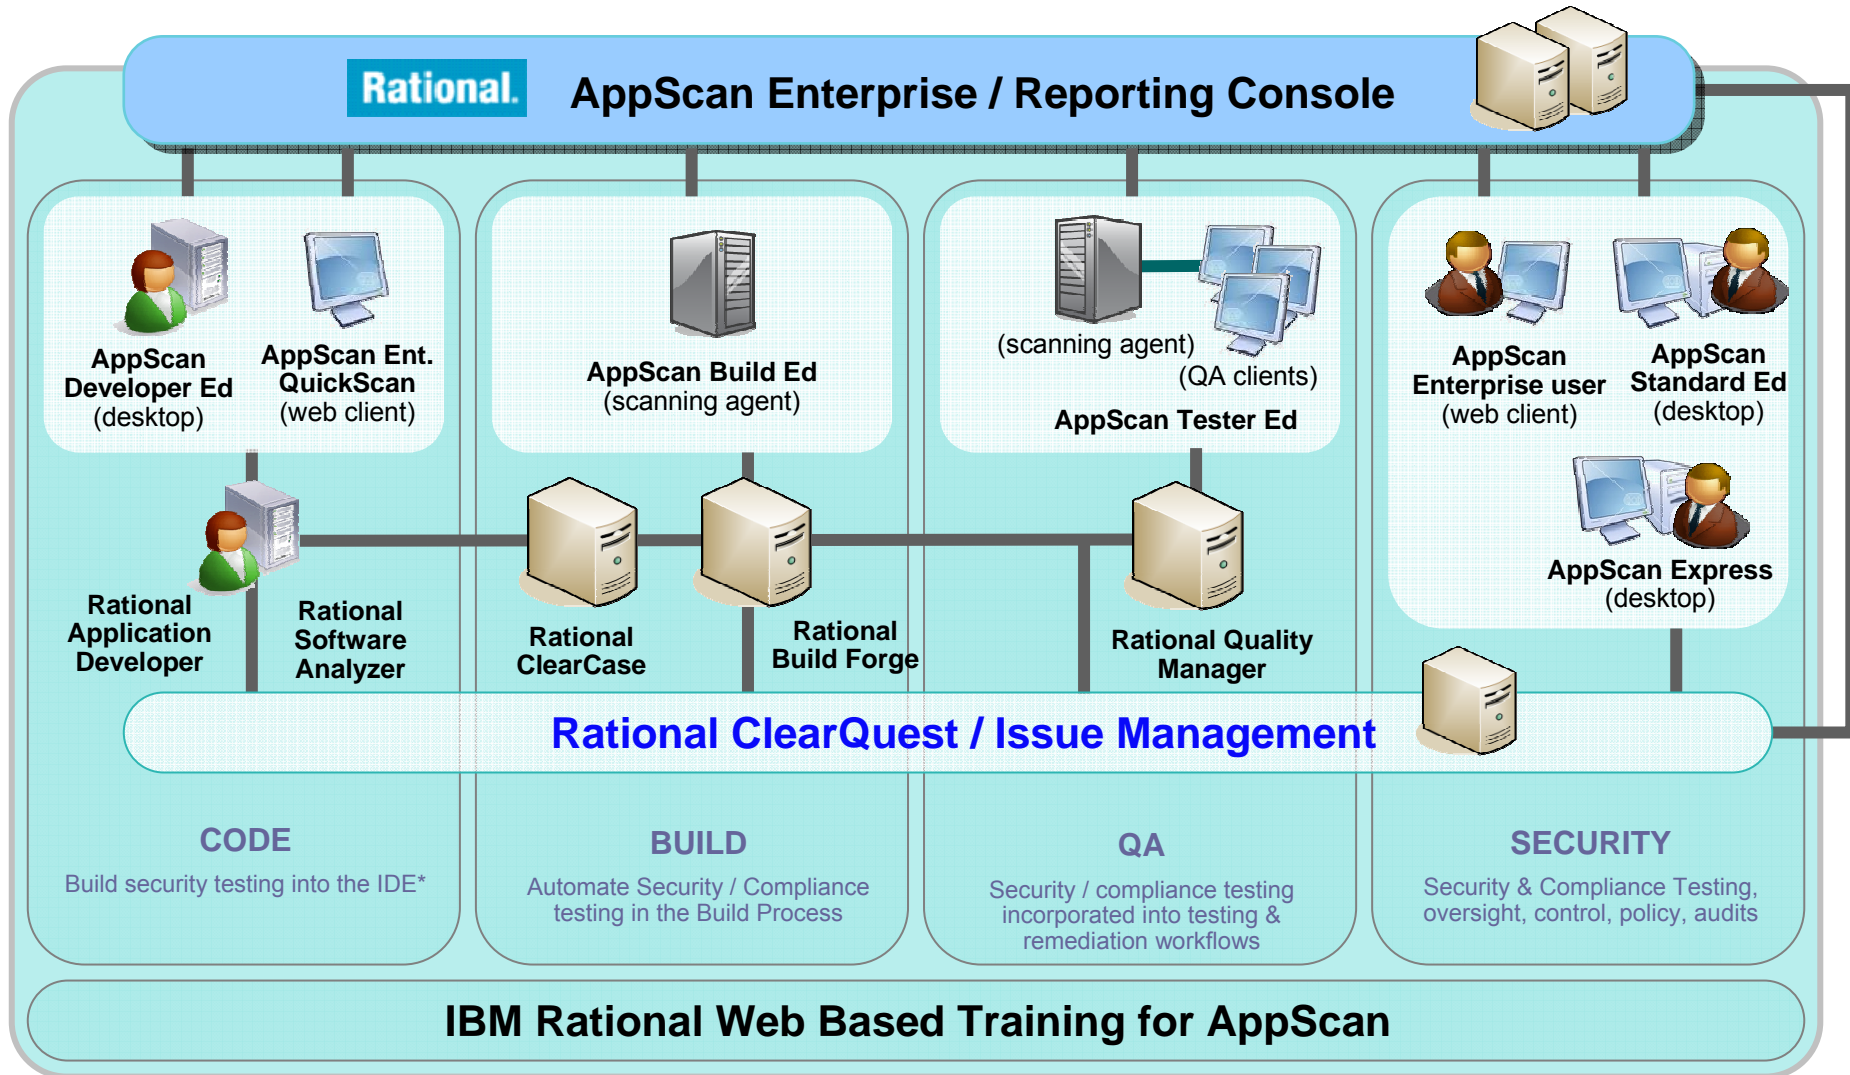 Rational.
AppScan Enterprise / Reporting Console
AppScan
Developer Ed
(desktop)
AppScan Ent.
QuickScan
(web client)
AppScan Build Ed
(scanning agent)
(scanning agent)
(QA clients)
AppScan Tester Ed
AppScan
Enterprise user
(web client)
AppScan
Standard Ed
(desktop)
AppScan Express
(desktop)
Rational
Application
Developer
Rational
Software
Analyzer
Rational
ClearCase
Rational
Build Forge
Rational Quality
Manager
Rational ClearQuest / Issue Management
CODE
Build security testing into the IDE*
BUILD
Automate Security / Compliance
testing in the Build Process
QA
Security / compliance testing
incorporated into testing &
remediation workflows
SECURITY
Security & Compliance Testing,
oversight, control, policy, audits
IBM Rational Web Based Training for AppScan